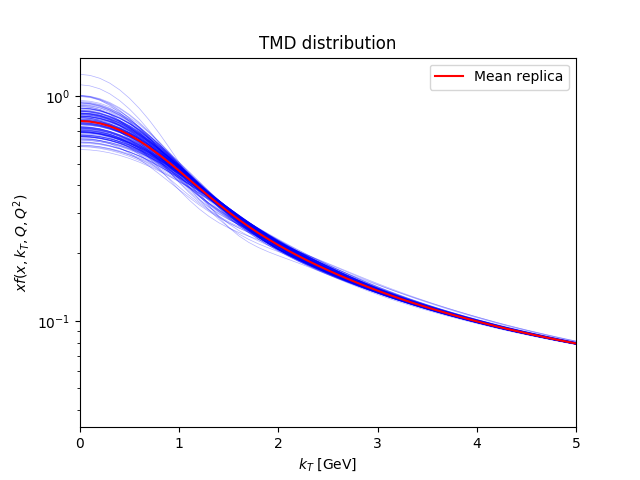 TMD distribution
Mean replica
xf(x, k_T, Q, Q²)
10⁰
10⁻¹
0 1 2 3 4 5
k_T [GeV]